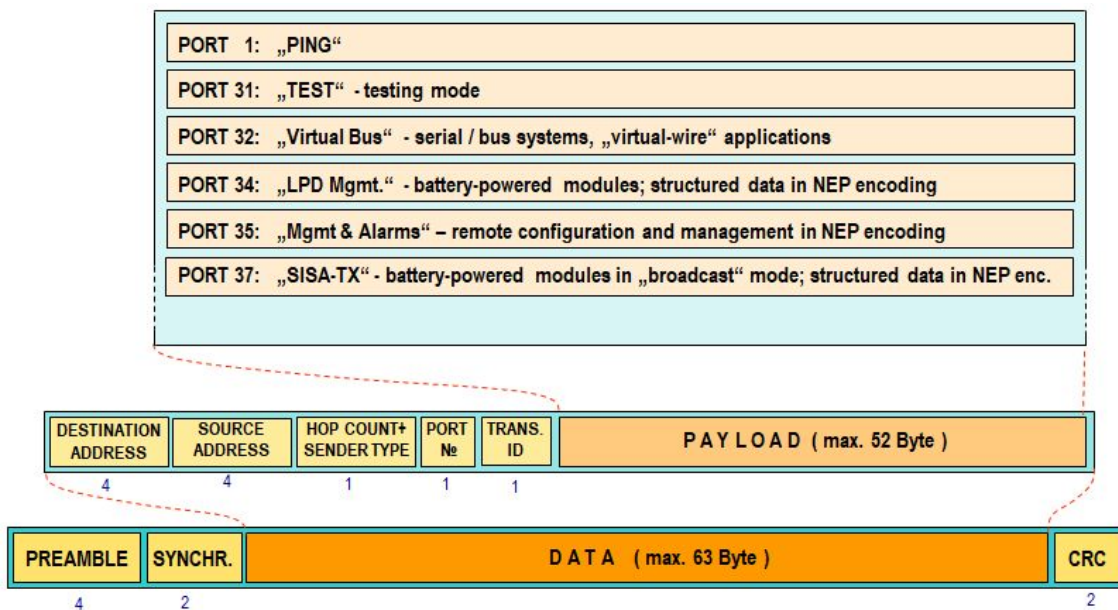 PORT 1: „PING“
PORT 31: „TEST“ - testing mode
PORT 32: „Virtual Bus“ - serial / bus systems, „virtual-wire“ applications
PORT 34: „LPD Mgmt.“ - battery-powered modules; structured data in NEP encoding
PORT 35: „Mgmt & Alarms“ – remote configuration and management in NEP encoding
PORT 37: „SISA-TX“ - battery-powered modules in „broadcast“ mode; structured data in NEP enc.
DESTINATION ADDRESS
SOURCE ADDRESS
HOP COUNT+ SENDER TYPE
PORT №
TRANS. ID
PAYLOAD ( max. 52 Byte )
4 4 1 1 1
PREAMBLE SYNCHR. DATA ( max. 63 Byte ) CRC
4 2 2